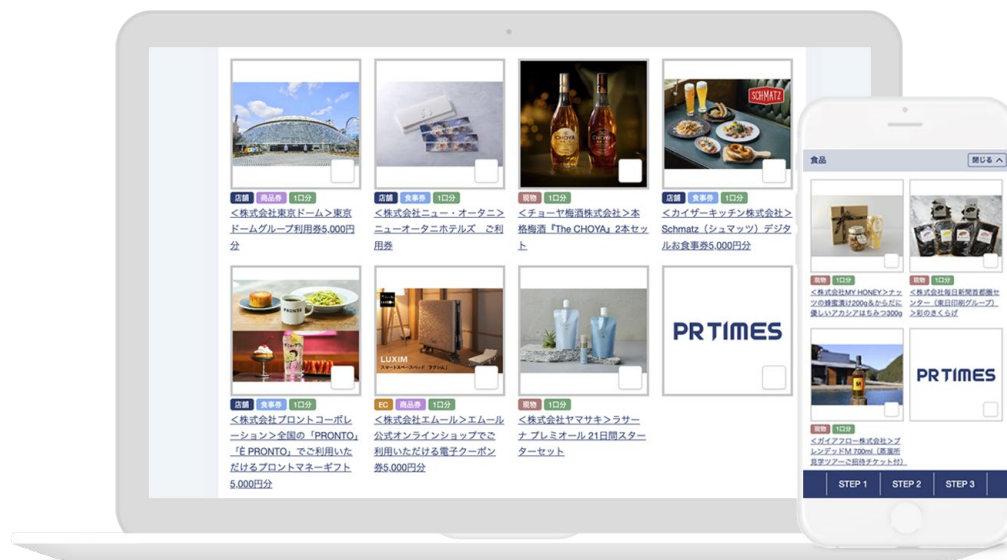 SCHMATZ
店舗 商品券 1口分
＜株式会社東京ドーム＞東京
ドームグループ利用券5,000円
分
店舗 食事券 1口分
＜株式会社ニュー・オータニ＞
ニューオータニホテルズ ご利
用券
CHOYA
CHOYA
現物 1口分
＜チョーヤ梅酒株式会社＞本
格梅酒『The CHOYA』2本セッ
ト
店舗 食事券 1口分
＜カイザーキッチン株式会社＞
Schmatz（シュマッツ）デジタ
ルお食事券5,000円分
PRONTO
店舗 食事券 1口分
＜株式会社プロントコーポレ
ーション＞全国の「PRONTO」
「È PRONTO」でご利用いた
だけるプロントマネーギフト
5,000円分
LUXIM
スマートスペースベッド
EC 商品券 1口分
＜株式会社エムール＞エムール
公式オンラインショップでご
利用いただける電子クーポン
券5,000円分
現物 1口分
＜株式会社ヤマサキ＞ラサー
ナ プレミオール 21日間スター
ターセット
PR TIMES
食品
閉じる
現物 1口分
＜株式会社MY HONEY＞ナッ
ツの蜂蜜漬け200g＆からだに
優しいアカシアはちみつ300g
現物 1口分
＜株式会社毎日新聞首都圏セ
ンター（東日印刷グループ）
＞彩のきくらげ
現物 1口分
＜ガイアフロー株式会社＞ブ
レンデッドM 700ml（蒸溜所
見学ツアーご招待チケット付）
PR TIMES
STEP 1
STEP 2
STEP 3